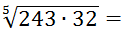 ⁵√243 · 32 =